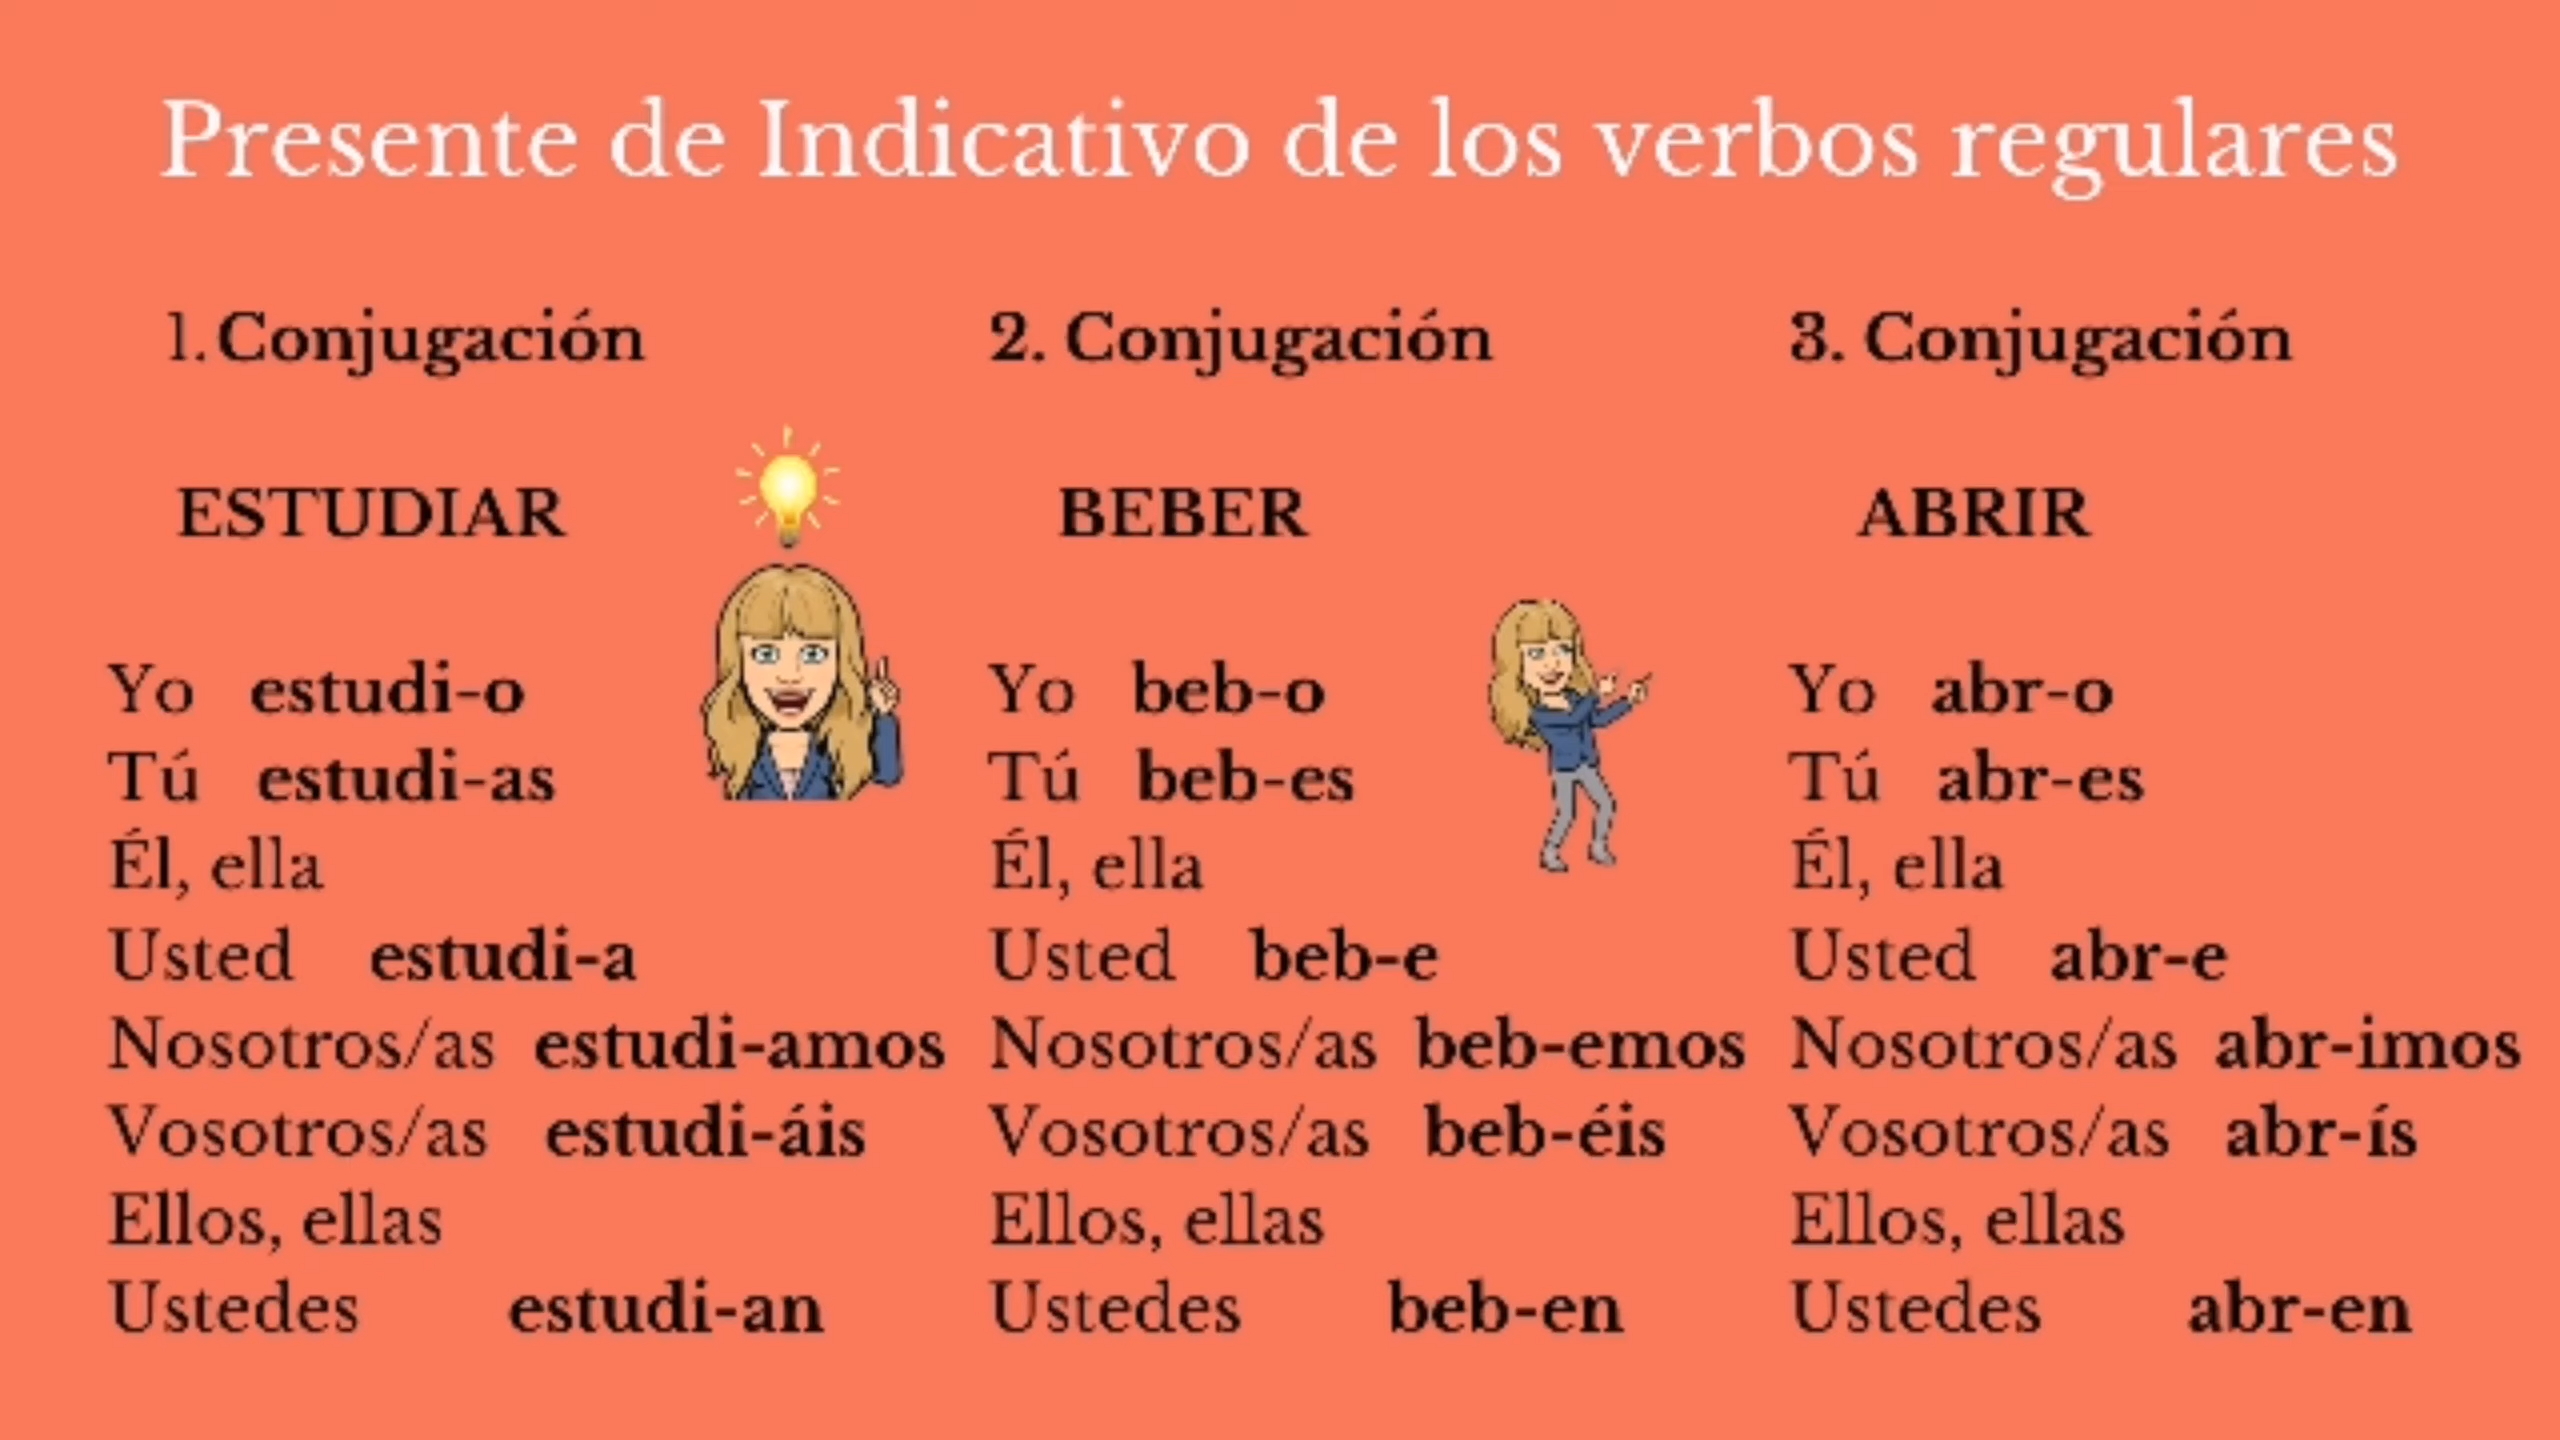 Presente de Indicativo de los verbos regulares
1. Conjugación
ESTUDIAR
Yo estudi-o
Tú estudi-as
Él, ella
Usted estudi-a
Nosotros/as estudi-amos
Vosotros/as estudi-áis
Ellos, ellas
Ustedes estudi-an
2. Conjugación
BEBER
Yo beb-o
Tú beb-es
Él, ella
Usted beb-e
Nosotros/as beb-emos
Vosotros/as beb-éis
Ellos, ellas
Ustedes beb-en
3. Conjugación
ABRIR
Yo abr-o
Tú abr-es
Él, ella
Usted abr-e
Nosotros/as abr-imos
Vosotros/as abr-ís
Ellos, ellas
Ustedes abr-en